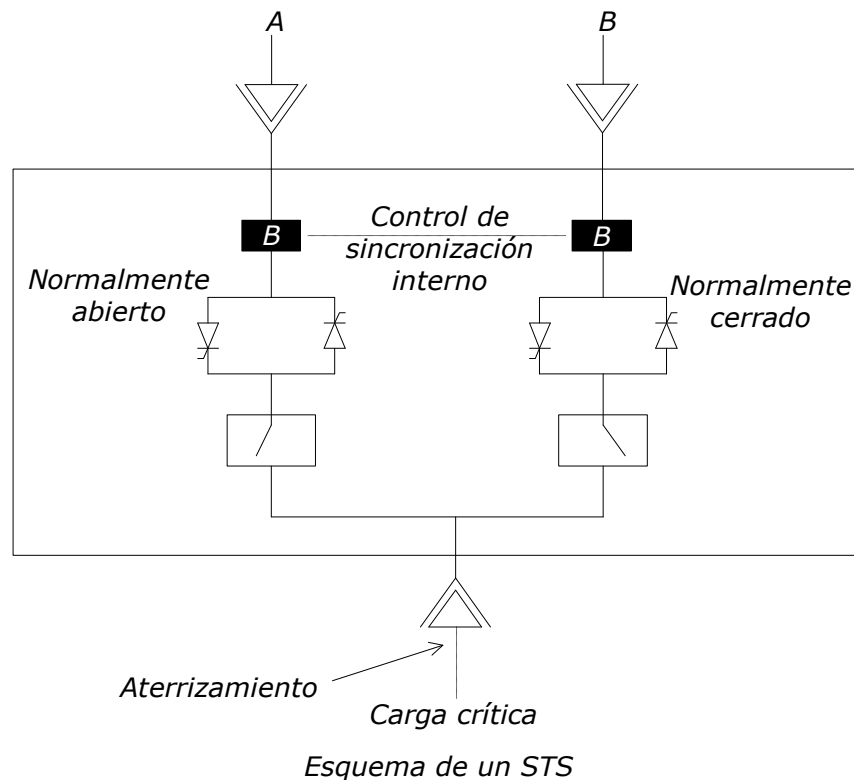 A
B
Control de
sincronización
interno
B
B
Normalmente
abierto
Normalmente
cerrado
Aterrizamiento
Carga crítica
Esquema de un STS